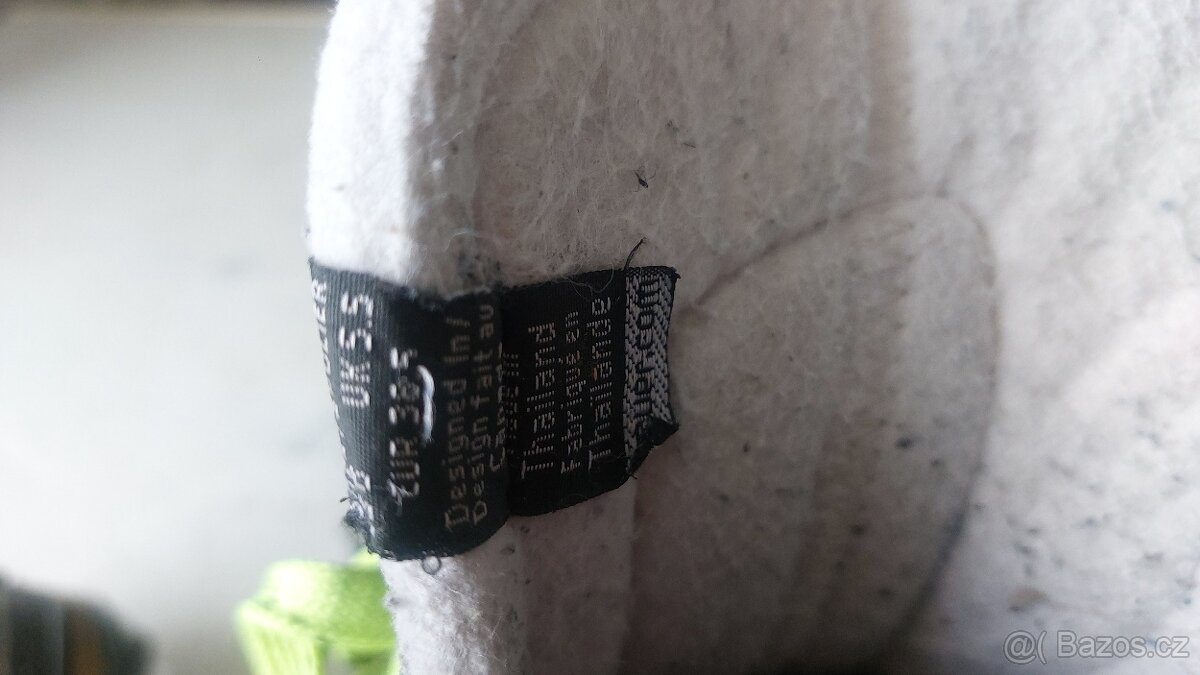 UK 5.5
EUR 38.5
Designed in/
Design fait au
Thailand
Fabriqué en
Thaïlande
@( Bazos.cz